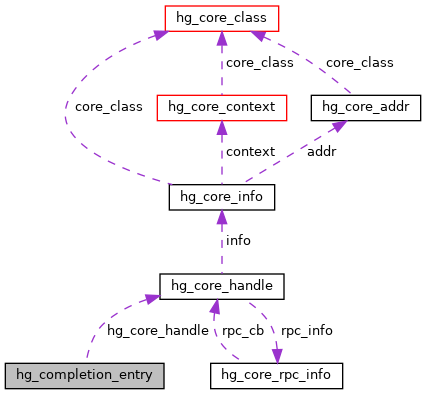 hg_core_class
core_class
core_class
core_class
hg_core_context
hg_core_addr
context
addr
hg_core_info
info
hg_core_handle
hg_core_handle
rpc_cb
rpc_info
hg_completion_entry
hg_core_rpc_info